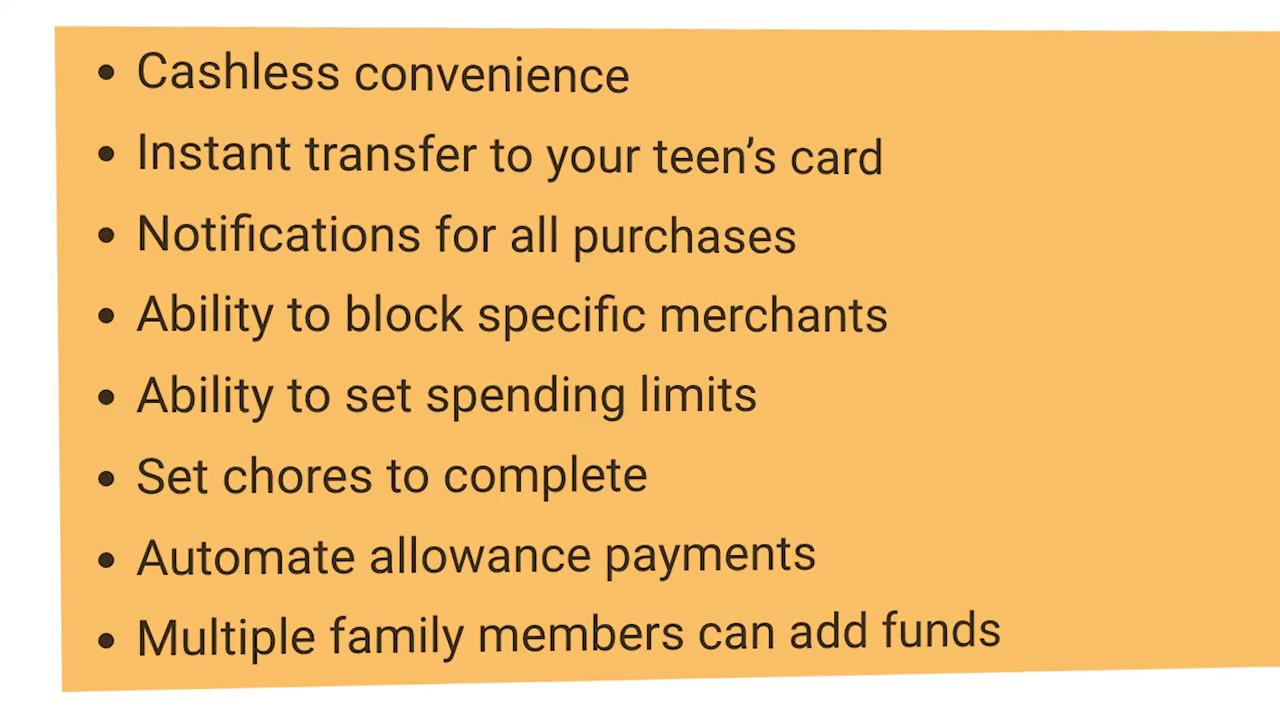 • Cashless convenience
• Instant transfer to your teen’s card
• Notifications for all purchases
• Ability to block specific merchants
• Ability to set spending limits
• Set chores to complete
• Automate allowance payments
• Multiple family members can add funds